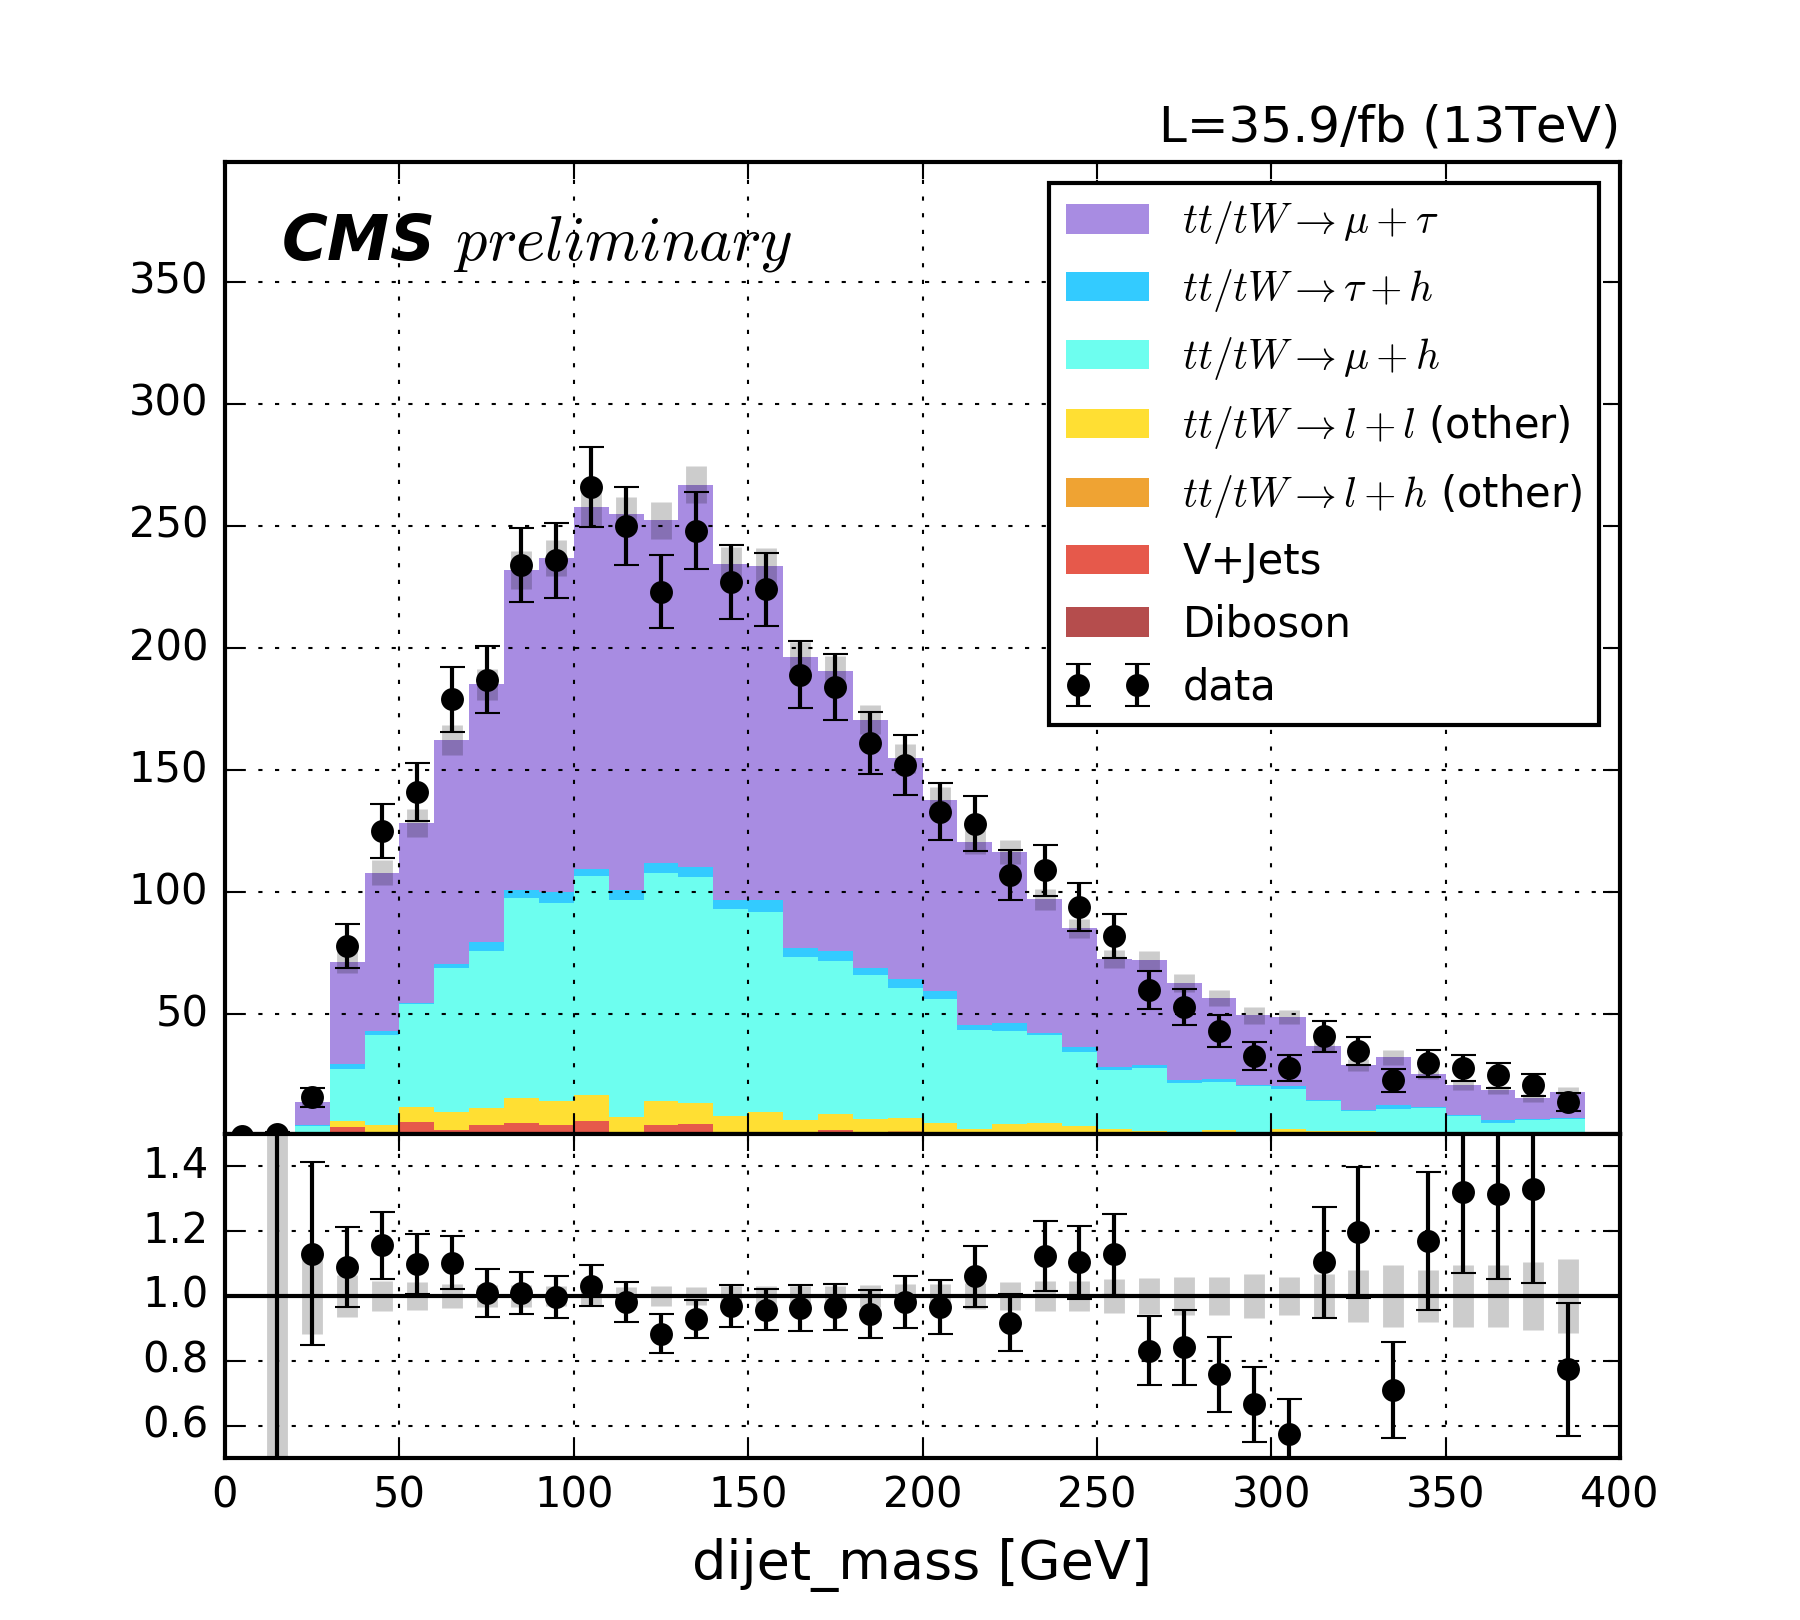 L=35.9/fb (13TeV)
CMS preliminary
tt/tW→μ+τ
tt/tW→τ+h
tt/tW→μ+h
tt/tW→l+l (other)
tt/tW→l+h (other)
V+Jets
Diboson
data
350
300
250
200
150
100
50
1.4
1.2
1.0
0.8
0.6
0 50 100 150 200 250 300 350 400
dijet_mass [GeV]